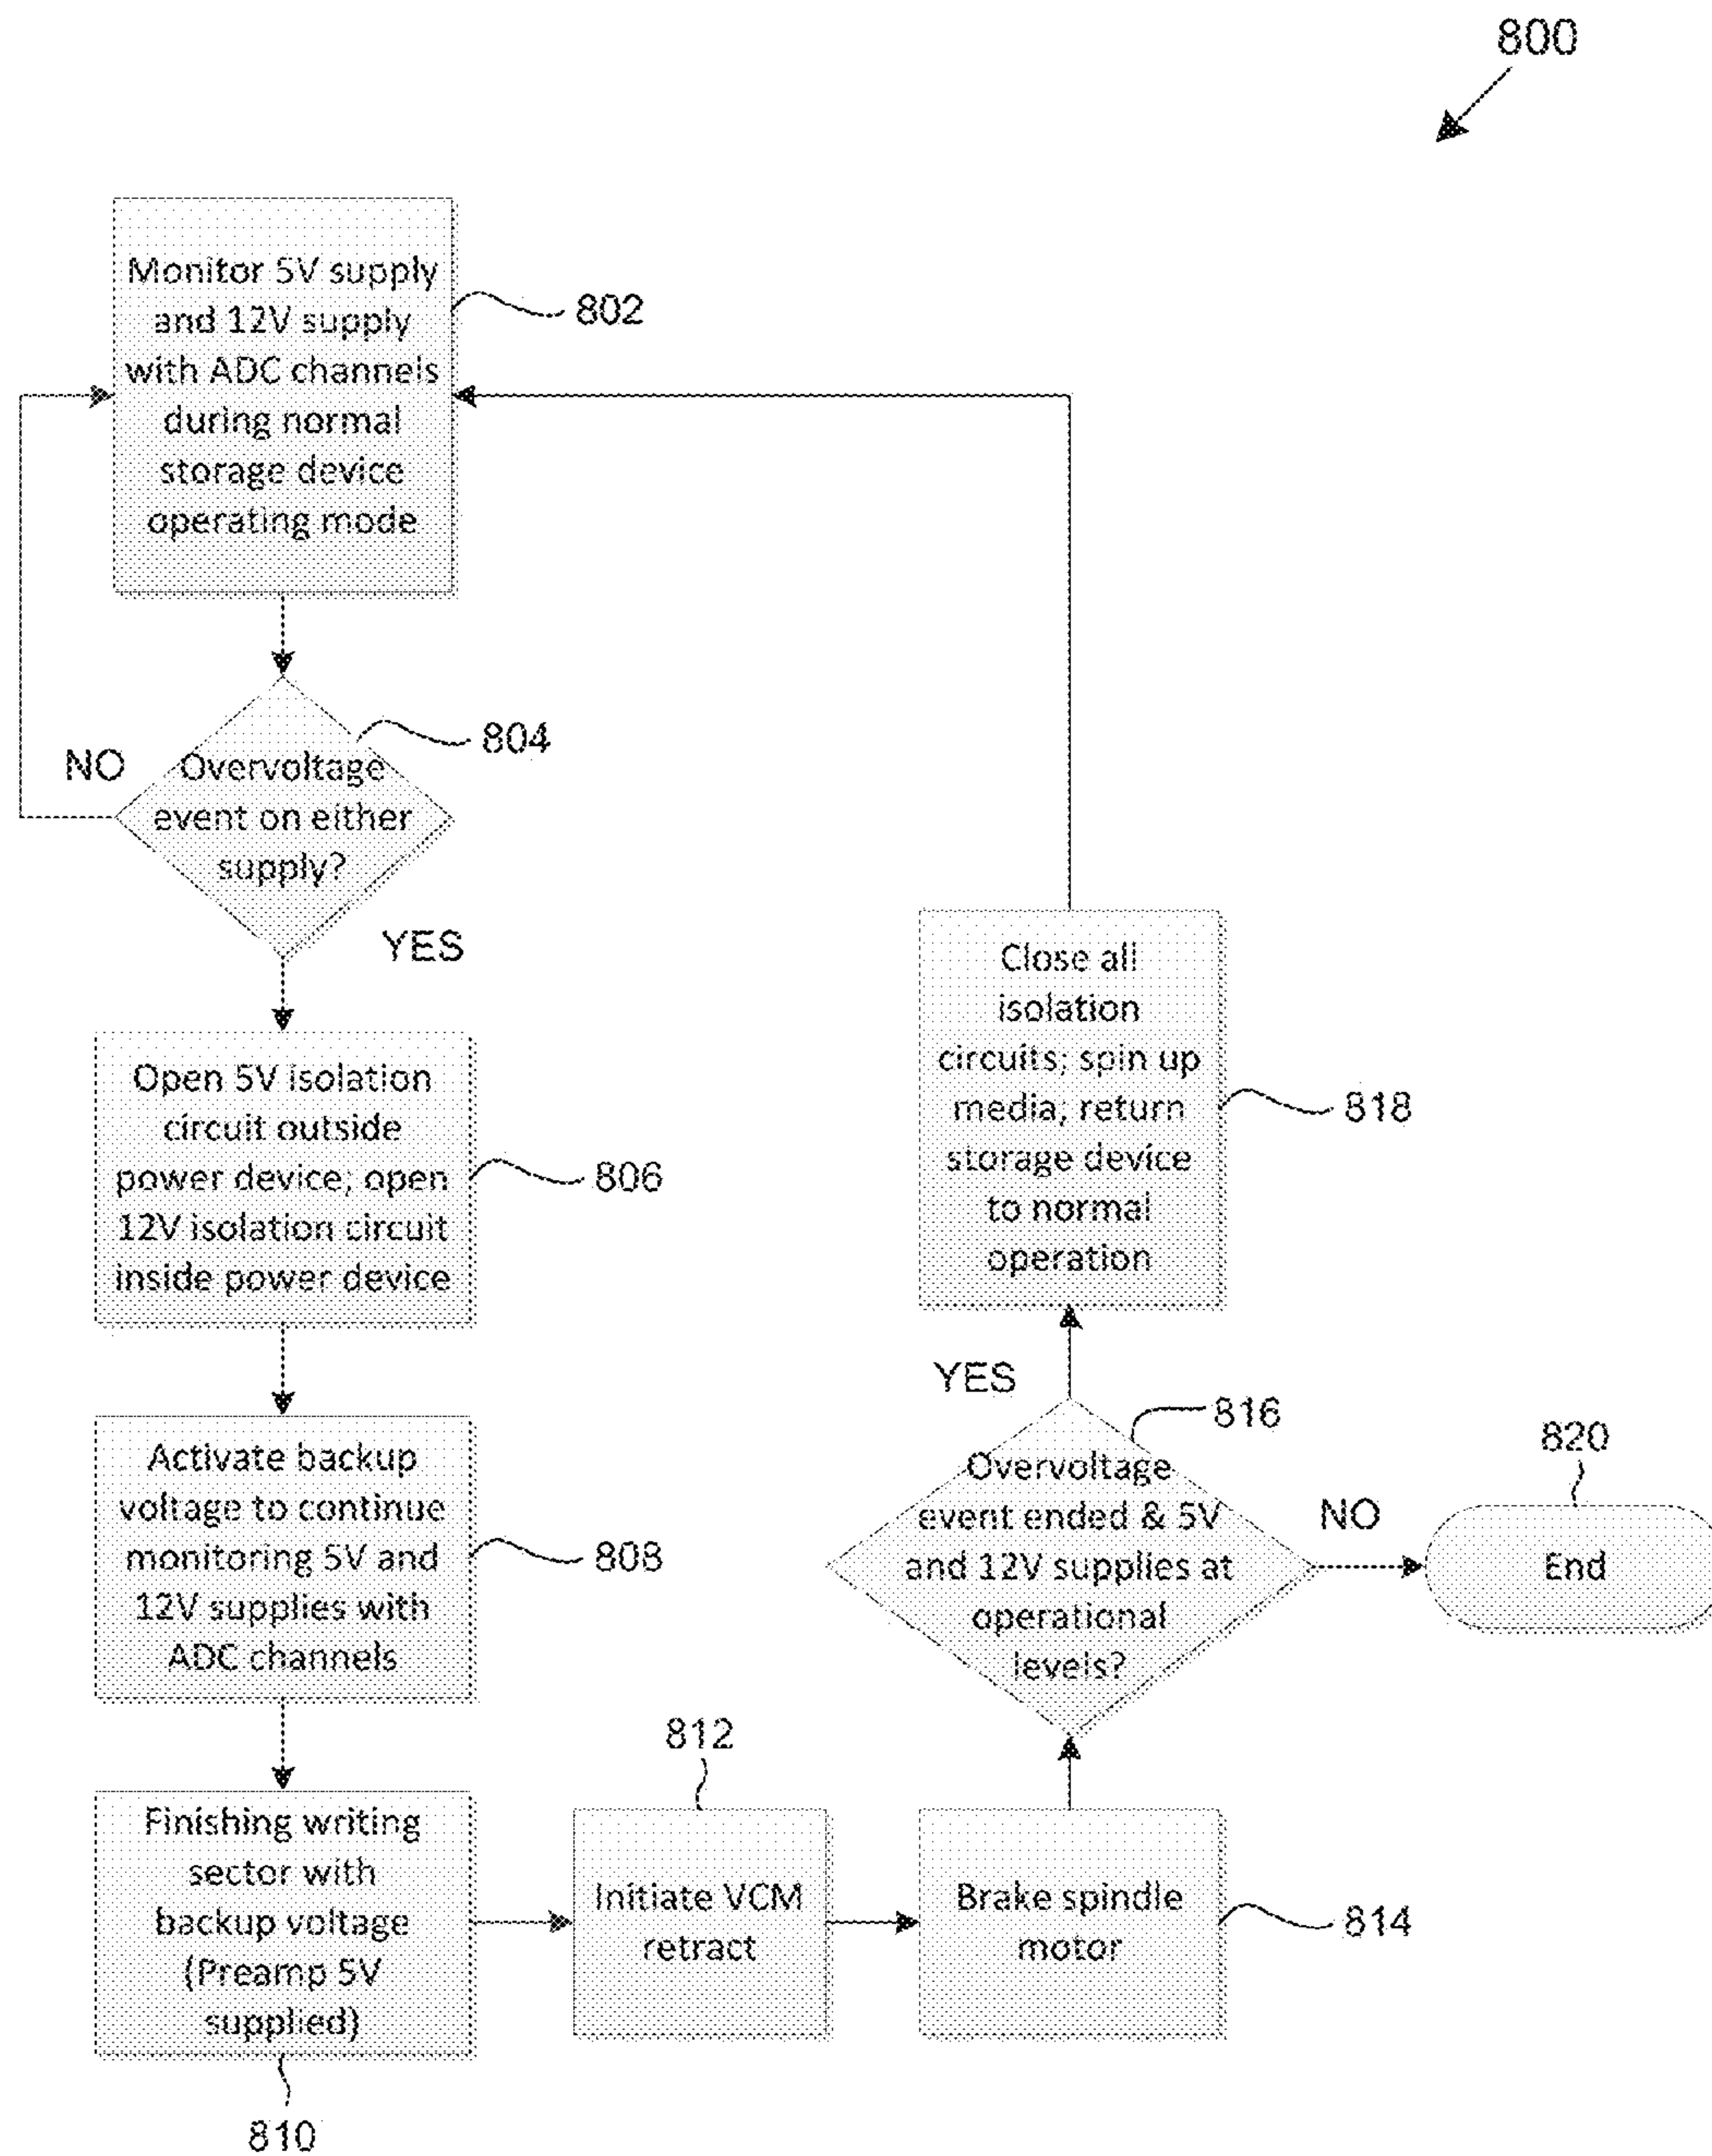 800
Monitor 5V supply
and 12V supply
with ADC channels
during normal
storage device
operating mode
802
Overvoltage
event on either
supply?
804
NO
YES
Open 5V isolation
circuit outside
power device; open
12V isolation circuit
inside power device
806
Activate backup
voltage to continue
monitoring 5V and
12V supplies with
ADC channels
808
Finishing writing
sector with
backup voltage
(Preamp 5V
supplied)
810
Initiate VCM
retract
812
Brake spindle
motor
814
Overvoltage
event ended & 5V
and 12V supplies at
operational
levels?
816
YES
NO
Close all
isolation
circuits; spin up
media; return
storage device
to normal
operation
818
End
820